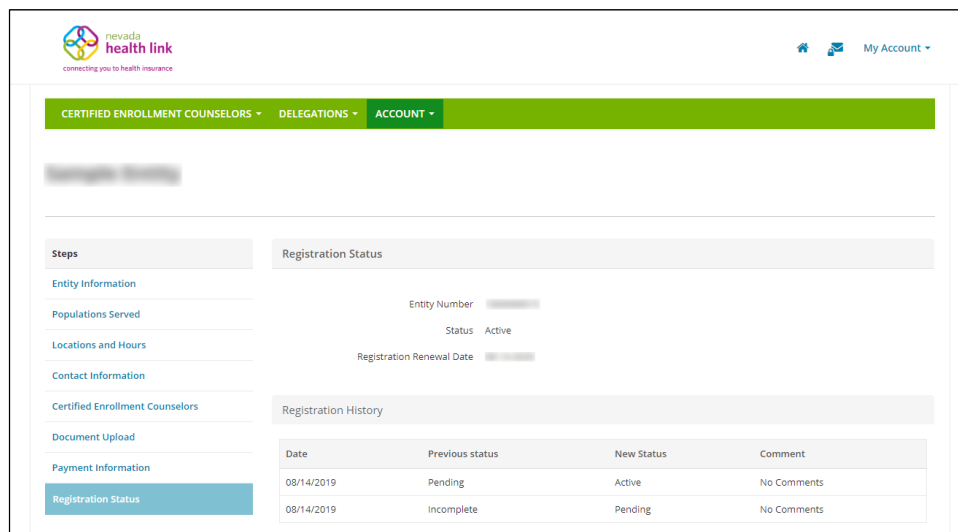 nevada
health link
connecting you to health insurance
My Account
CERTIFIED ENROLLMENT COUNSELORS DELEGATIONS ACCOUNT
Steps
Entity Information
Populations Served
Locations and Hours
Contact Information
Certified Enrollment Counselors
Document Upload
Payment Information
Registration Status
Registration Status
Entity Number
Status Active
Registration Renewal Date
Registration History
Date Previous status New Status Comment
08/14/2019 Pending Active No Comments
08/14/2019 Incomplete Pending No Comments